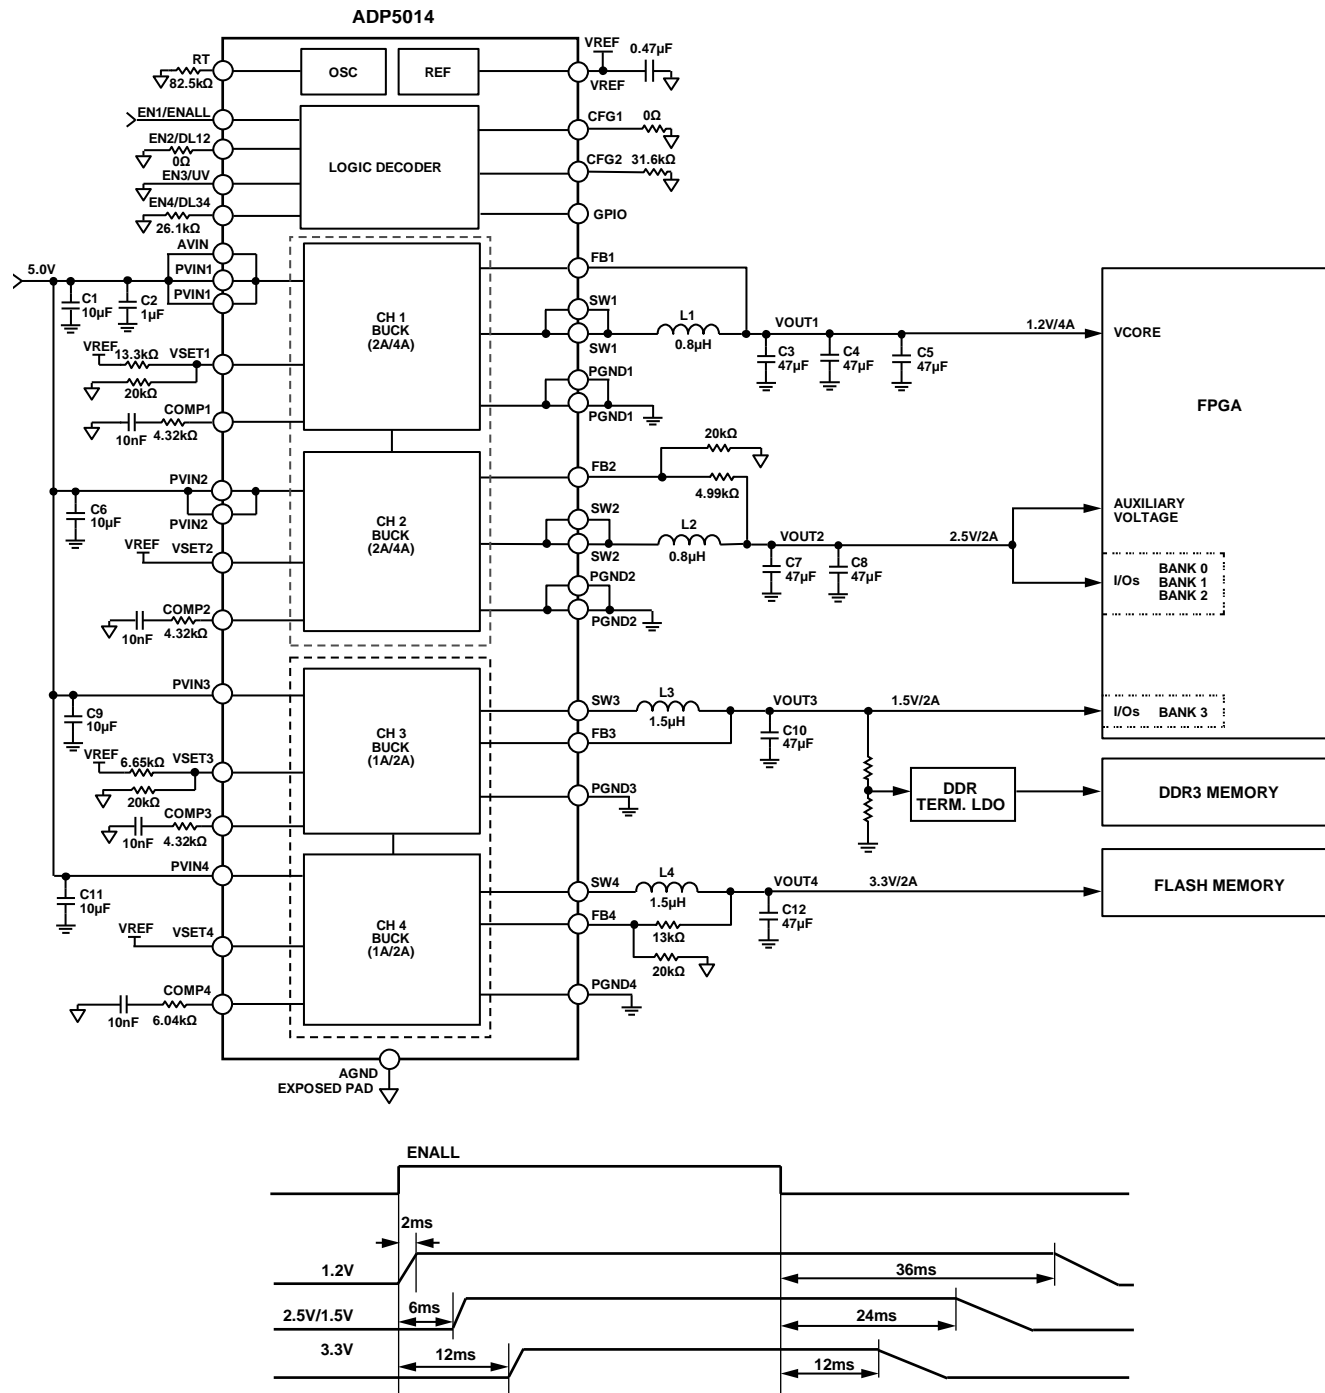 ADP5014
RT
82.5kΩ
OSC
REF
VREF
0.47µF
VREF
EN1/ENALL
EN2/DL12
0Ω
EN3/UV
EN4/DL34
26.1kΩ
LOGIC DECODER
CFG1
0Ω
CFG2
31.6kΩ
GPIO
AVIN
5.0V
PVIN1
PVIN1
C1
10µF
C2
1µF
VREF
13.3kΩ
VSET1
20kΩ
COMP1
10nF
4.32kΩ
CH 1
BUCK
(2A/4A)
FB1
SW1
SW1
L1
0.8µH
VOUT1
C3
47µF
C4
47µF
C5
47µF
1.2V/4A
VCORE
FPGA
PGND1
PGND1
PVIN2
PVIN2
C6
10µF
VREF
VSET2
COMP2
10nF
4.32kΩ
CH 2
BUCK
(2A/4A)
20kΩ
FB2
4.99kΩ
SW2
SW2
L2
0.8µH
VOUT2
C7
47µF
C8
47µF
2.5V/2A
AUXILIARY
VOLTAGE
I/Os
BANK 0
BANK 1
BANK 2
PGND2
PGND2
PVIN3
C9
10µF
VREF
6.65kΩ
VSET3
20kΩ
COMP3
10nF
4.32kΩ
CH 3
BUCK
(1A/2A)
SW3
L3
1.5µH
FB3
VOUT3
C10
47µF
1.5V/2A
I/Os
BANK 3
PGND3
DDR
TERM. LDO
DDR3 MEMORY
PVIN4
C11
10µF
VREF
VSET4
COMP4
10nF
6.04kΩ
CH 4
BUCK
(1A/2A)
SW4
L4
1.5µH
FB4
13kΩ
20kΩ
VOUT4
C12
47µF
3.3V/2A
FLASH MEMORY
PGND4
AGND
EXPOSED PAD
ENALL
2ms
1.2V
36ms
2.5V/1.5V
6ms
24ms
3.3V
12ms
12ms